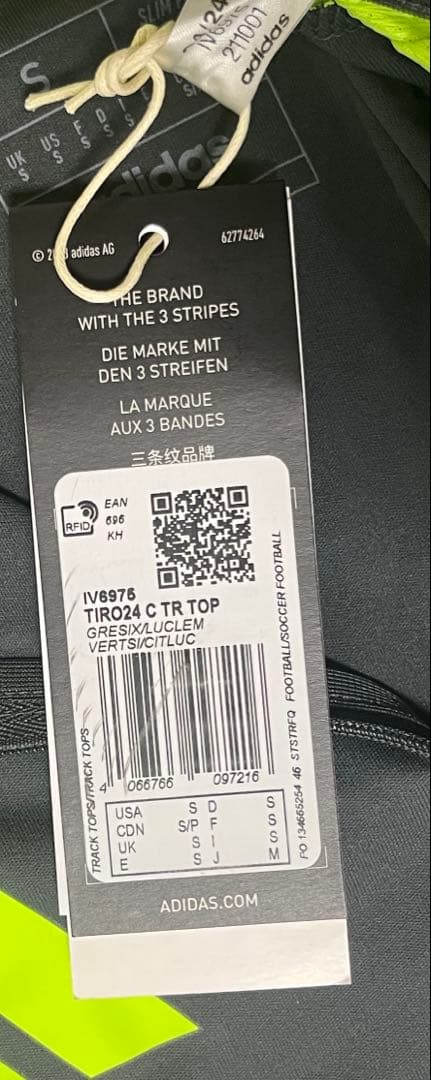 211001
adidas
S
UK US F D I
S S S S S
adidas
adidas AG
62774264
THE BRAND
WITH THE 3 STRIPES
DIE MARKE MIT
DEN 3 STREIFEN
LA MARQUE
AUX 3 BANDES
三条纹品牌
RFID
EAN
696
KH
IV6976
TIRO24 C TR TOP
GRESIX/LUCLEM
VERTSI/CITLUC
4 066766 097216
TRACK TOPS/TRACK TOPS
PO 134665254 46 STSTRFQ FOOTBALL/SOCCER FOOTBALL
USA S D S
CDN S/P F S
UK S I S
E S J M
ADIDAS.COM